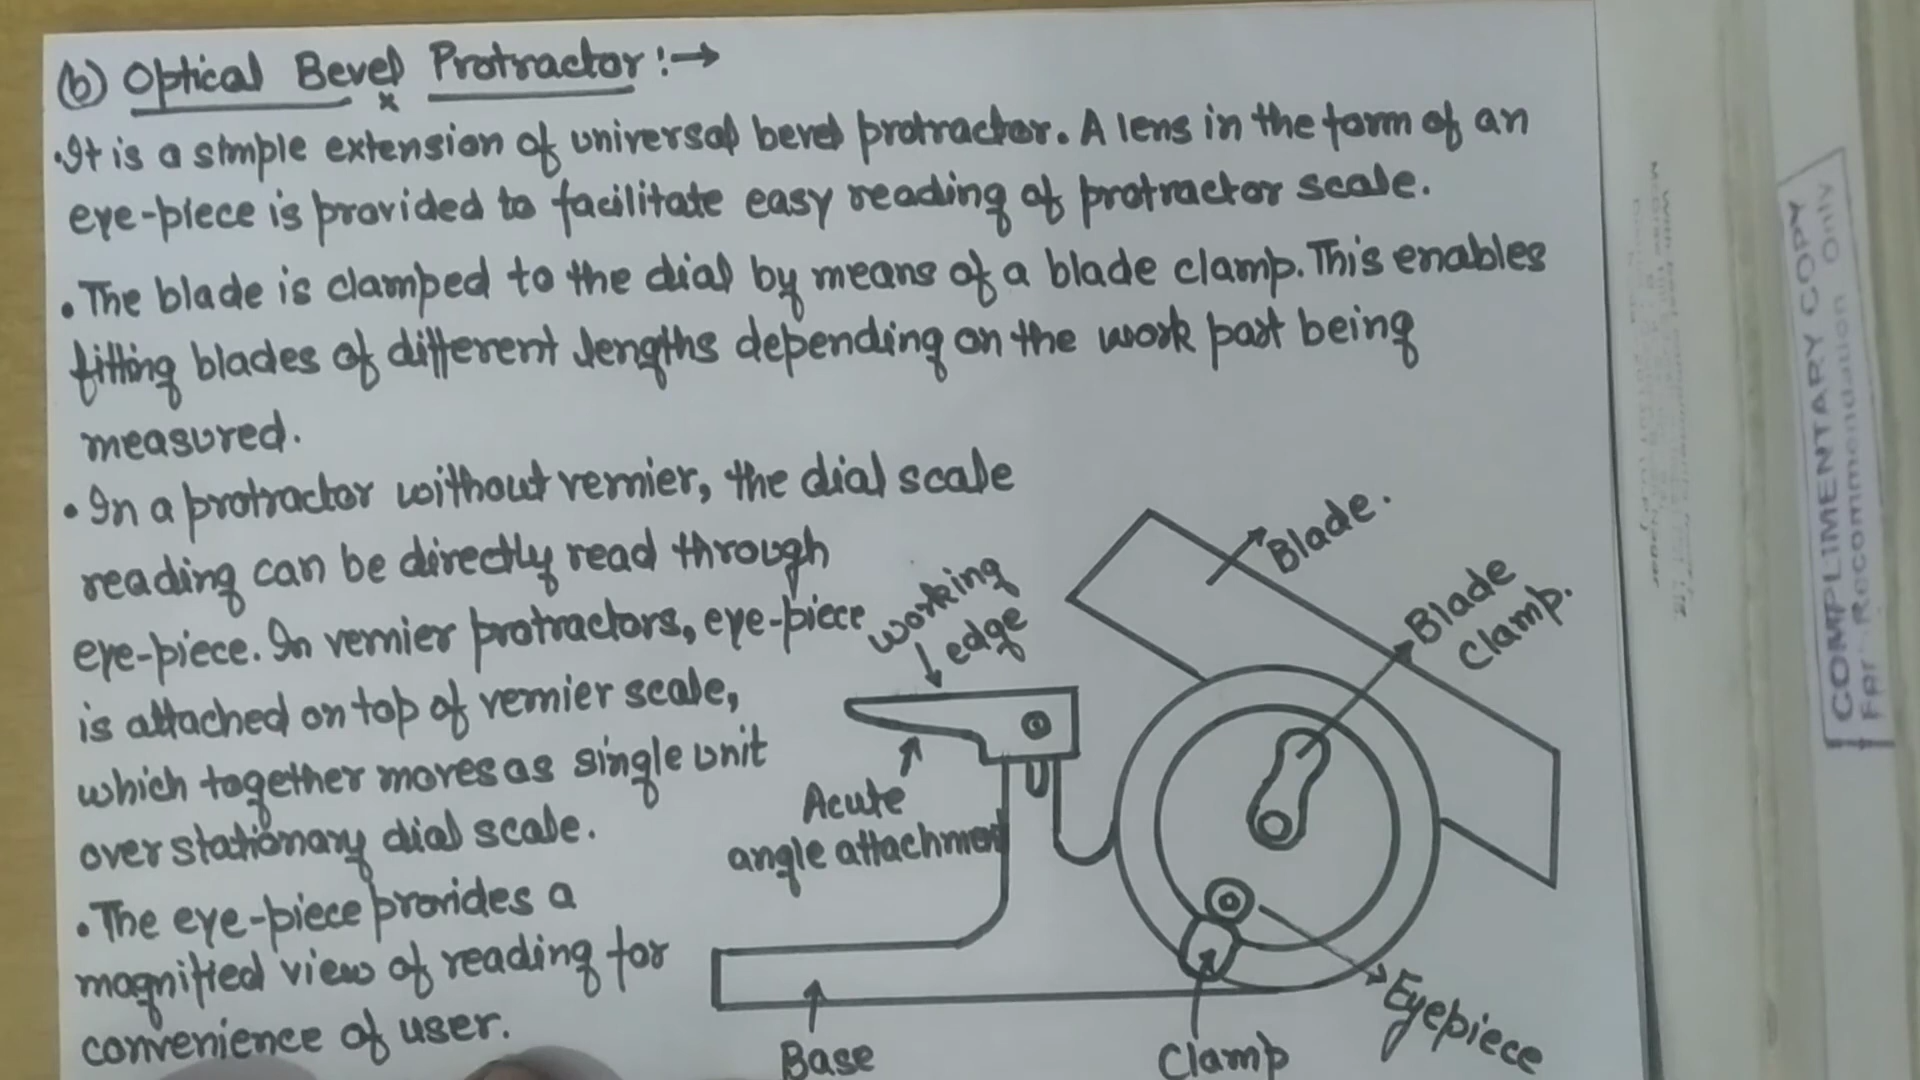 (b) Optical Bevel Protractor :→
x
• It is a simple extension of universal bevel protractor. A lens in the form of an
eye-piece is provided to facilitate easy reading of protractor scale.
• The blade is clamped to the dial by means of a blade clamp. This enables
fitting blades of different lengths depending on the work part being
measured.
• In a protractor without vernier, the dial scale
reading can be directly read through
eye-piece. In vernier protractors, eye-piece
is attached on top of vernier scale,
which together moves as single unit
over stationary dial scale.
• The eye-piece provides a
magnified view of reading for
convenience of user.
Blade.
Blade
Clamp.
working
edge
Acute
angle attachment
Base
Clamp
Eyepiece
COMPLIMENTARY COPY
For Recommendation Only